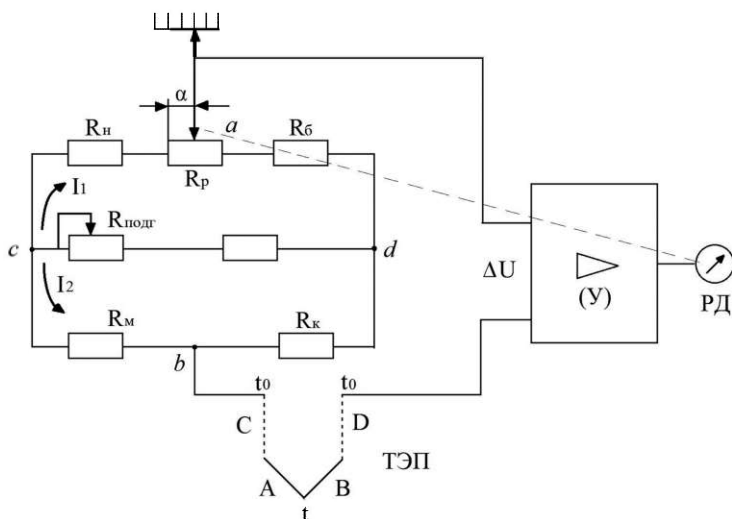 α
a
Rн
Rб
Rр
I1
Rподг
c
d
ΔU
(У)
РД
I2
Rм
Rк
b
t0
t0
C
D
ТЭП
A
B
t